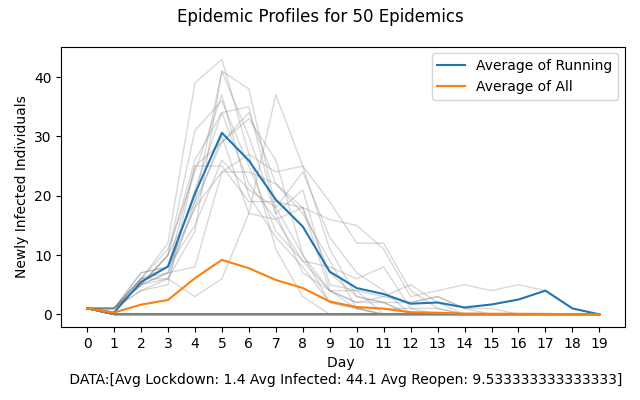 Epidemic Profiles for 50 Epidemics
Average of Running
Average of All
Newly Infected Individuals
40
30
20
10
0
0 1 2 3 4 5 6 7 8 9 10 11 12 13 14 15 16 17 18 19
Day
DATA:[Avg Lockdown: 1.4 Avg Infected: 44.1 Avg Reopen: 9.533333333333333]